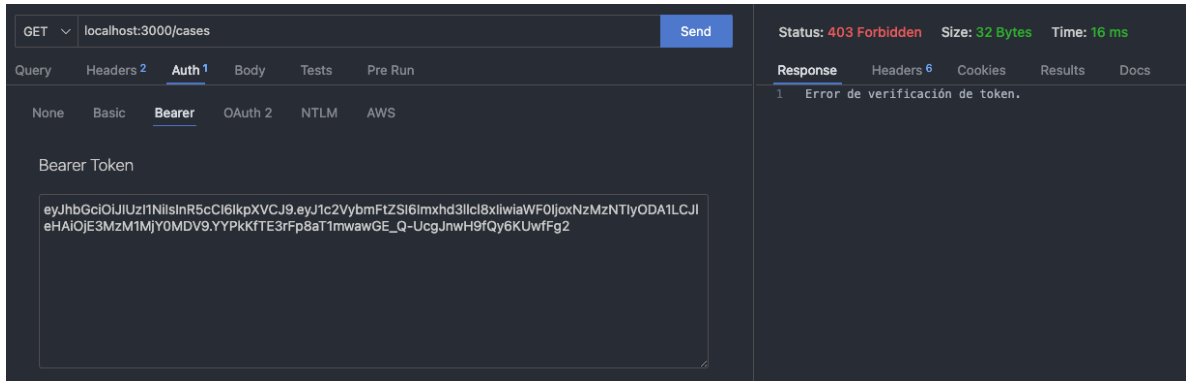 GET localhost:3000/cases Send
Status: 403 Forbidden Size: 32 Bytes Time: 16 ms
Query Headers 2 Auth 1 Body Tests Pre Run
Response Headers 6 Cookies Results Docs
1 Error de verificación de token.
None Basic Bearer OAuth 2 NTLM AWS
Bearer Token
eyJhbGciOiJIUzI1NiIsInR5cCI6IkpXVCJ9.eyJ1c2VybmFtZSI6Imxhd3llcl8xIiwiaWF0IjoxNzMzNTIyODA1LCJl
eHAiOjE3MzM1MjY0MDV9.YYPkKfTE3rFp8aT1mwawGE_Q-UcgJnwH9fQy6KUwfFg2